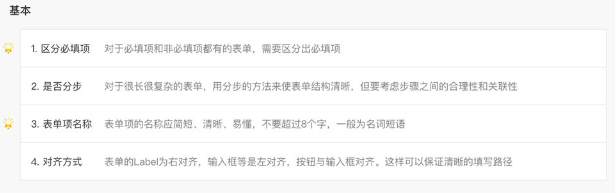 基本
1. 区分必填项 对于必填项和非必填项都有的表单，需要区分出必填项
2. 是否分步 对于很长很复杂的表单，用分步的方法来使表单结构清晰，但要考虑步骤之间的合理性和关联性
3. 表单项名称 表单项的名称应简短、清晰、易懂，不要超过8个字，一般为名词短语
4. 对齐方式 表单的Label为右对齐，输入框等是左对齐，按钮与输入框对齐。这样可以保证清晰的填写路径